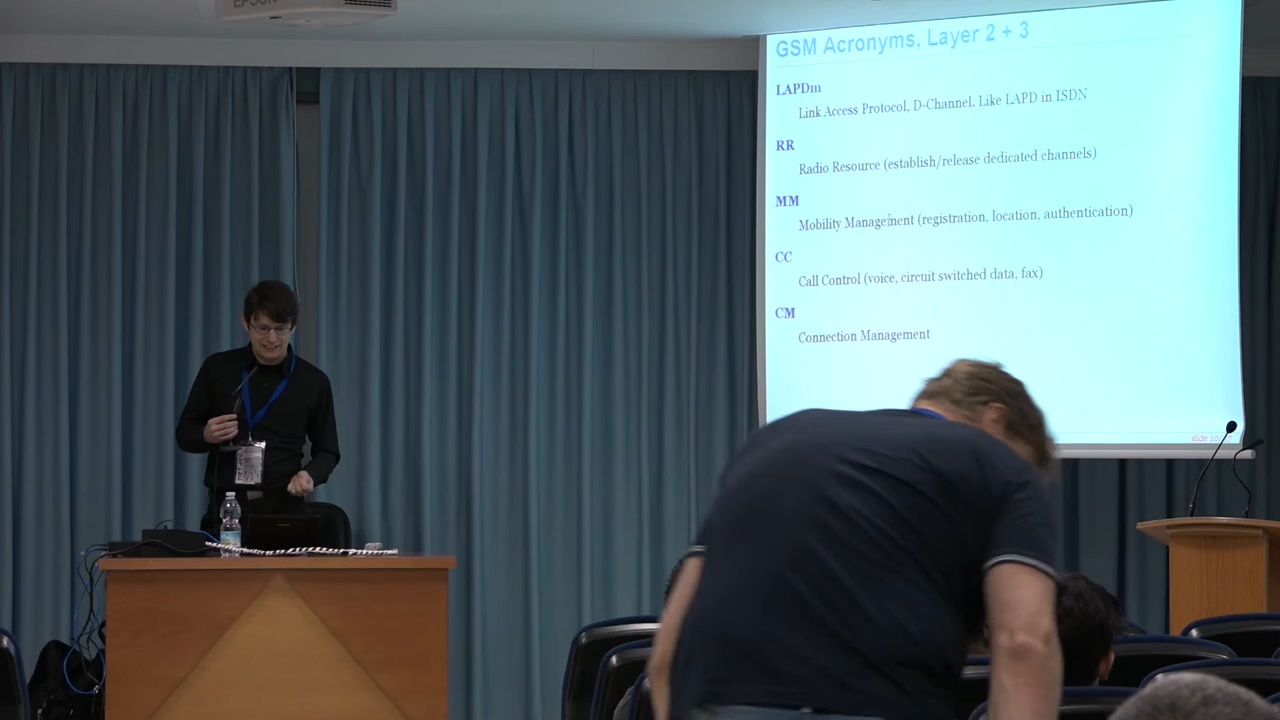 EPSON
GSM Acronyms, Layer 2 + 3
LAPDm
Link Access Protocol, D-Channel. Like LAPD in ISDN
RR
Radio Resource (establish/release dedicated channels)
MM
Mobility Management (registration, location, authentication)
CC
Call Control (voice, circuit switched data, fax)
CM
Connection Management